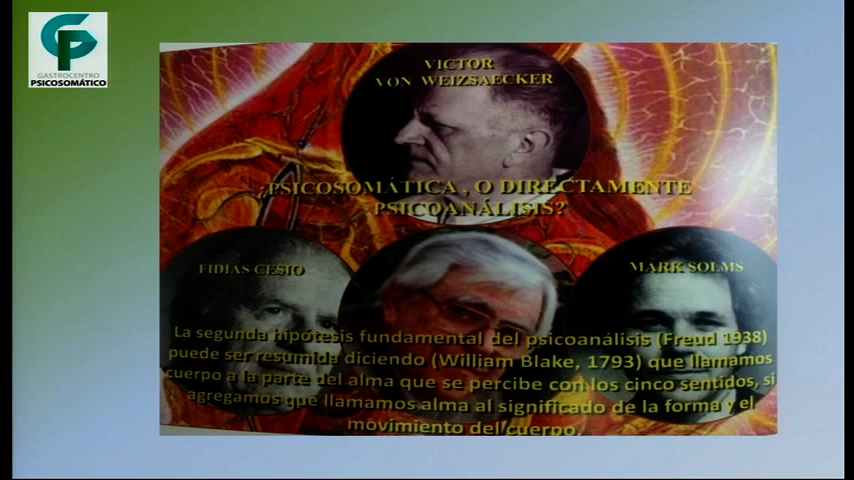 GASTROCENTRO
PSICOSOMÁTICO
VICTOR
VON WEIZSAECKER
¿PSICOSOMÁTICA , O DIRECTAMENTE
PSICOANÁLISIS?
FIDIAS CESIO
MARK SOLMS
La segunda hipótesis fundamental del psicoanálisis (Freud 1938)
puede ser resumida diciendo (William Blake, 1793) que llamamos
cuerpo a la parte del alma que se percibe con los cinco sentidos, si
agregamos que llamamos alma al significado de la forma y el
movimiento del cuerpo.